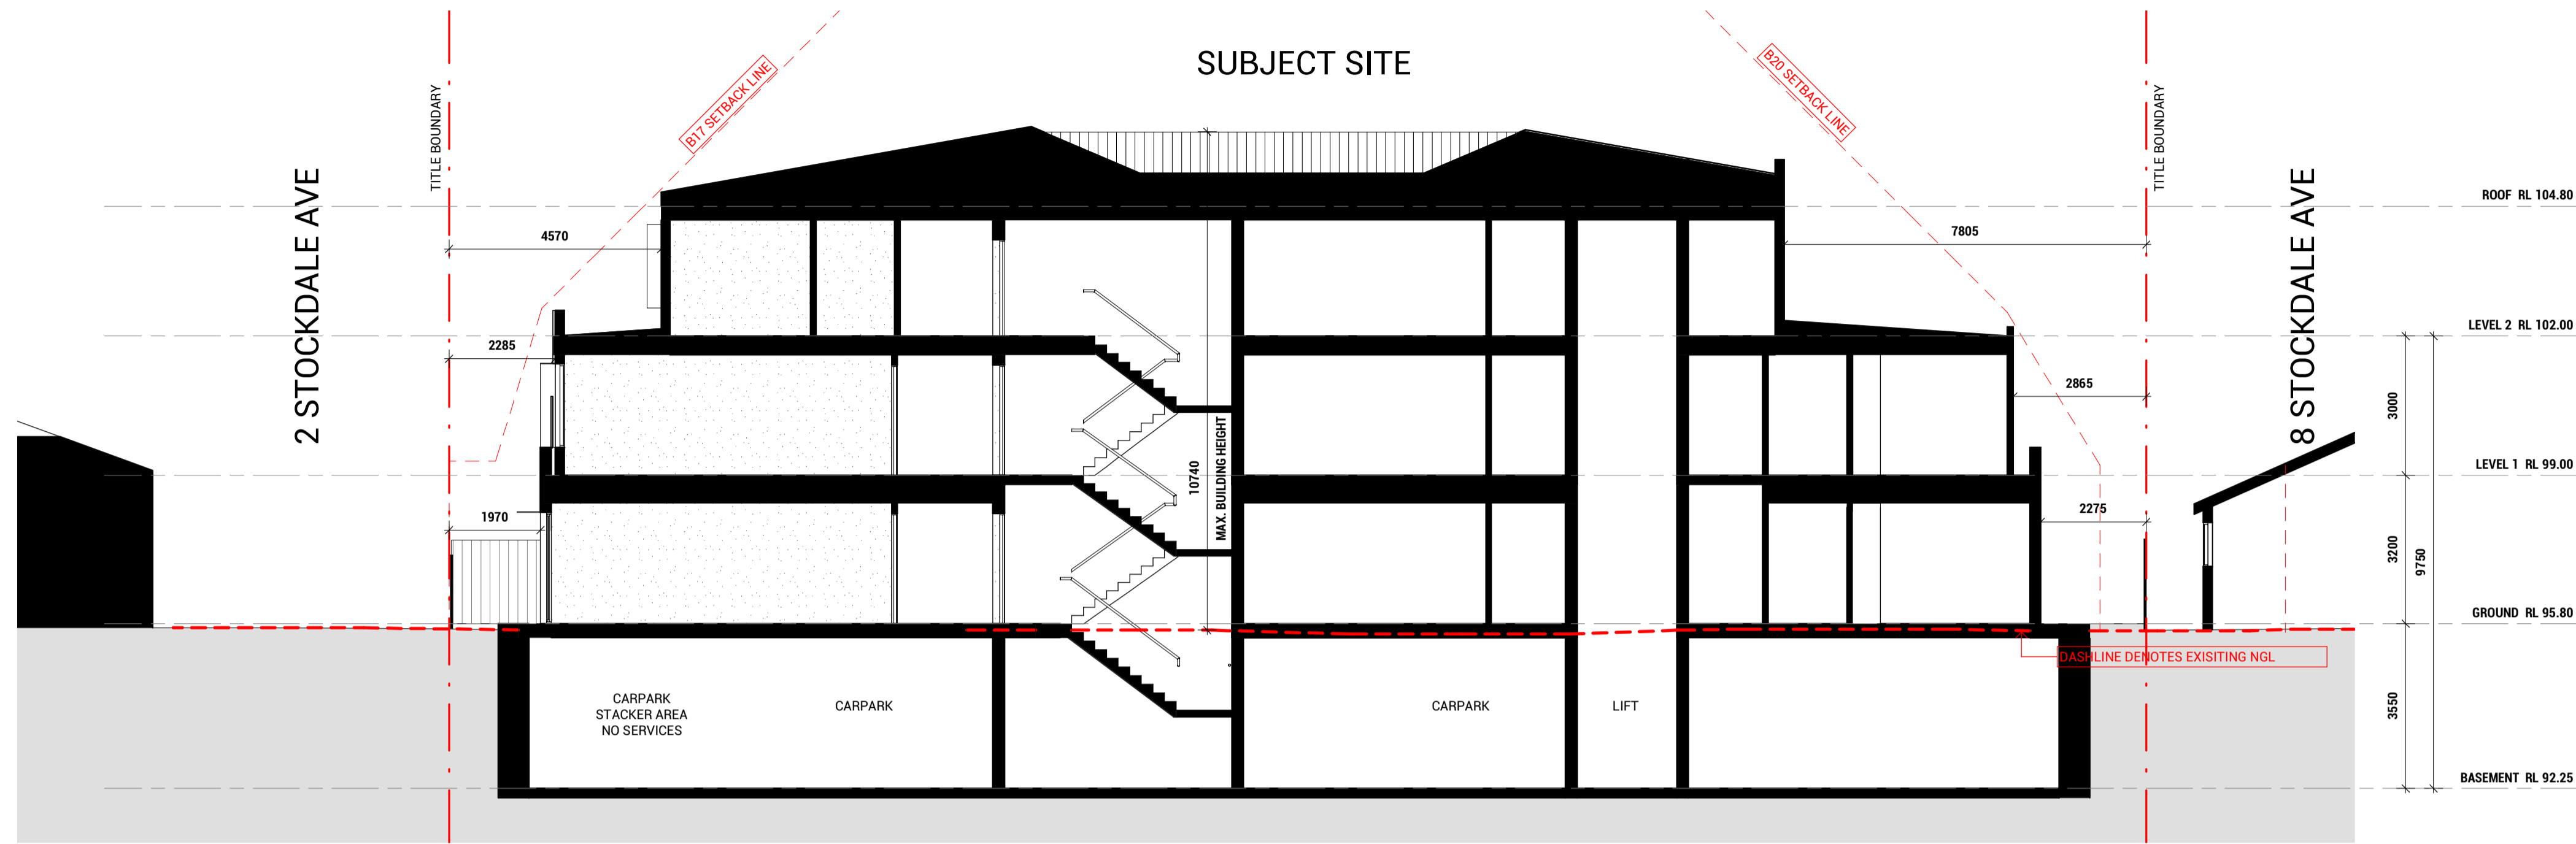 SUBJECT SITE
2 STOCKDALE AVE
TITLE BOUNDARY
B17 SETBACK LINE
B20 SETBACK LINE
TITLE BOUNDARY
8 STOCKDALE AVE
ROOF RL 104.80
4570
7805
LEVEL 2 RL 102.00
2285
2865
3000
LEVEL 1 RL 99.00
10740
MAX. BUILDING HEIGHT
1970
2275
3200
9750
GROUND RL 95.80
DASHLINE DENOTES EXISITING NGL
CARPARK
STACKER AREA
NO SERVICES
CARPARK
CARPARK
LIFT
3550
BASEMENT RL 92.25